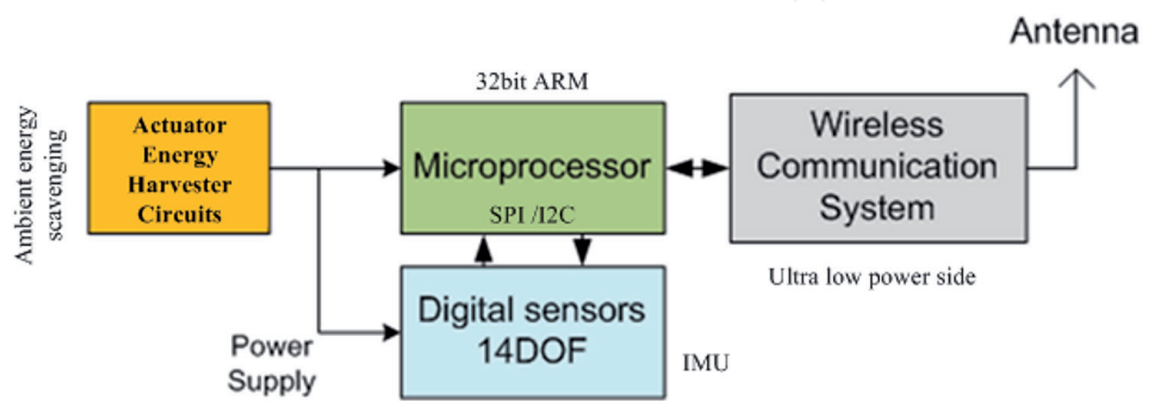 Antenna
32bit ARM
Ambient energy
scavenging
Actuator
Energy
Harvester
Circuits
Microprocessor
SPI /I2C
Wireless
Communication
System
Ultra low power side
Digital sensors
14DOF
Power
Supply
IMU